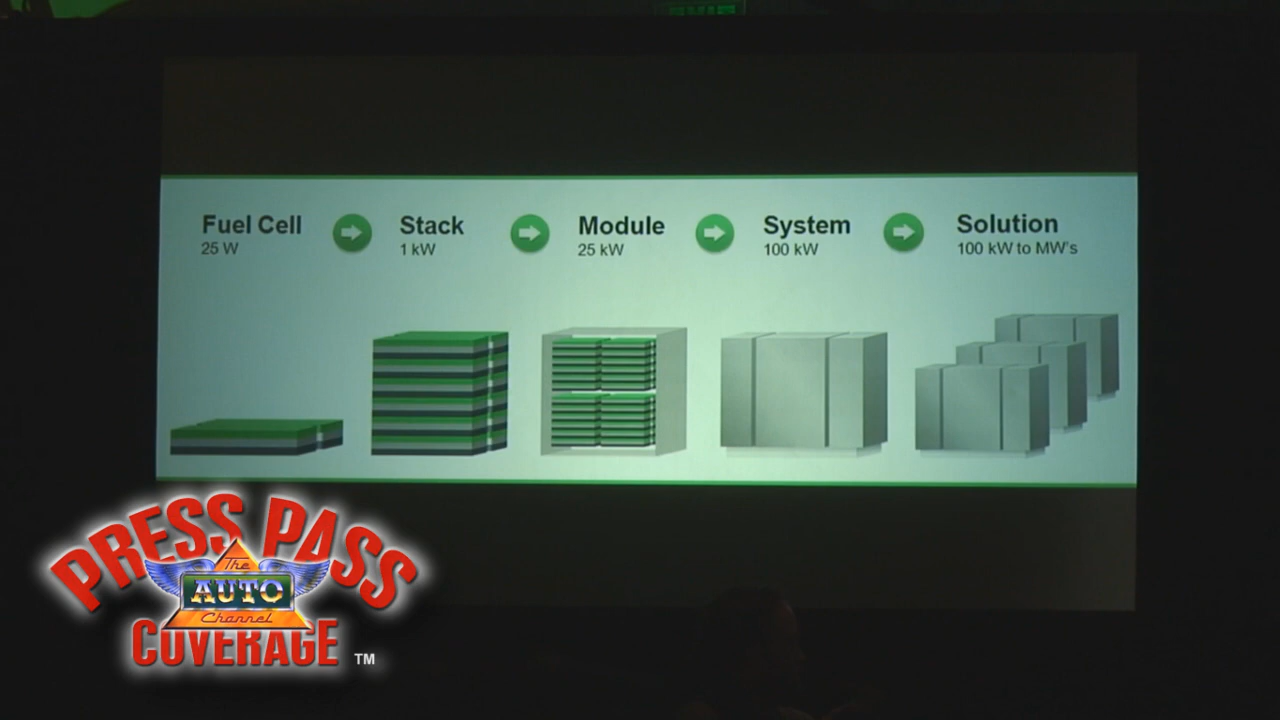 Fuel Cell
25 W
Stack
1 kW
Module
25 kW
System
100 kW
Solution
100 kW to MW's
PRESS PASS
The
AUTO
Channel
COVERAGE
TM